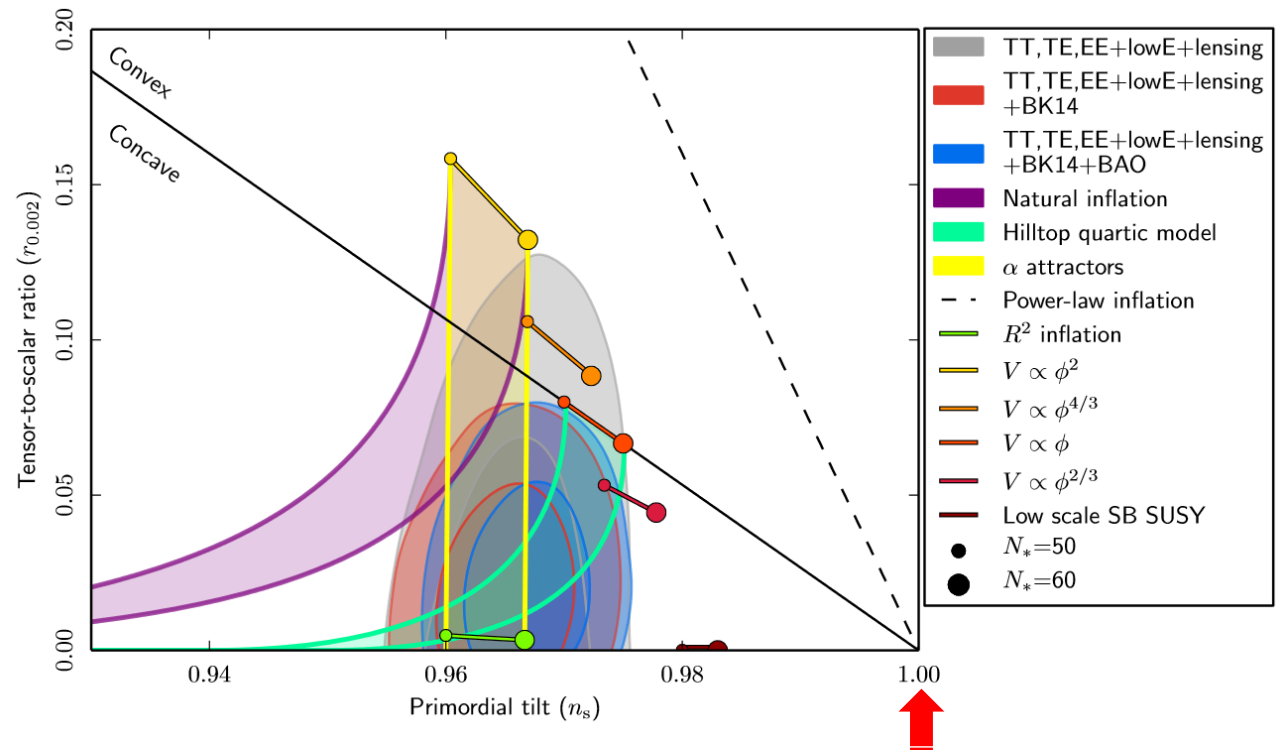 0.20
0.15
0.10
0.05
0.00
Tensor-to-scalar ratio (r0.002)
Convex
Concave
0.94
0.96
0.98
1.00
Primordial tilt (ns)
TT,TE,EE+lowE+lensing
TT,TE,EE+lowE+lensing
+BK14
TT,TE,EE+lowE+lensing
+BK14+BAO
Natural inflation
Hilltop quartic model
α attractors
Power-law inflation
R² inflation
V ∝ φ²
V ∝ φ^4/3
V ∝ φ
V ∝ φ^2/3
Low scale SB SUSY
N*=50
N*=60